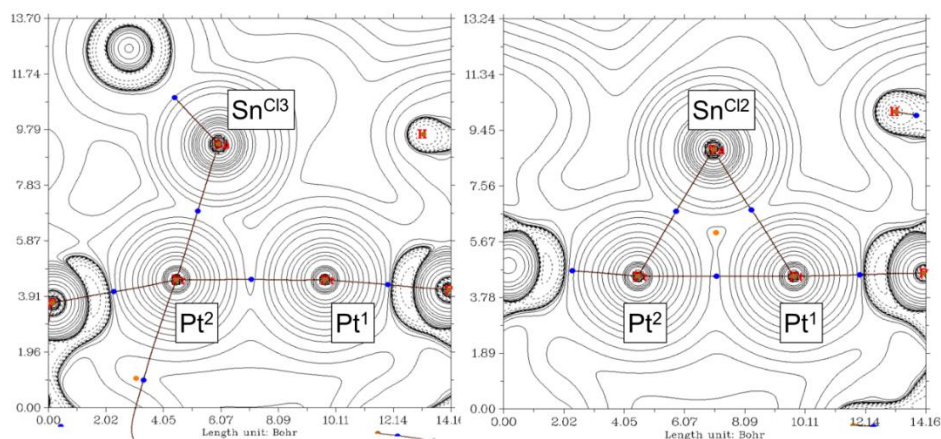 13.70
11.74
9.79
7.83
5.87
3.91
1.96
0.00
Sn^Cl3
H
Pt^2
Pt^1
0.00 2.02 4.05 6.07 8.09 10.11 12.14 14.16
Length unit: Bohr
13.24
11.34
9.45
7.56
5.67
3.78
1.89
0.00
Sn^Cl2
H
Pt^2
Pt^1
0.00 2.02 4.05 6.07 8.09 10.11 12.14 14.16
Length unit: Bohr